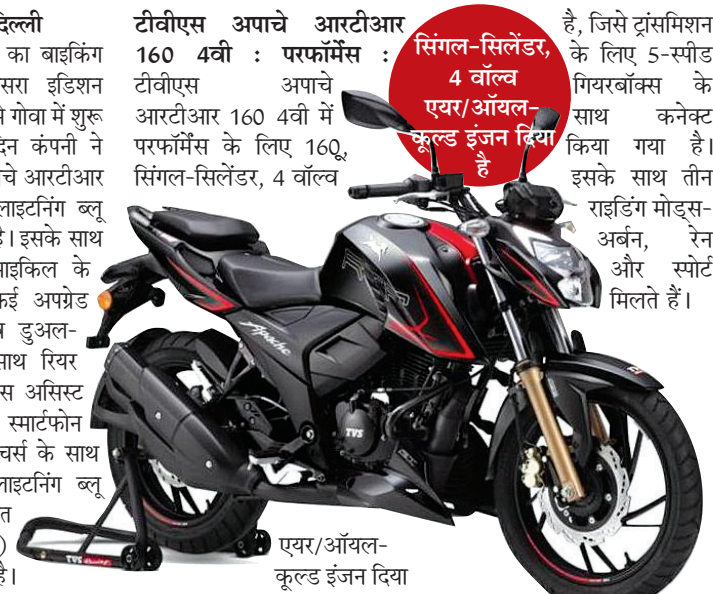 दिल्ली
का बाइकिंग
सरा इडिशन
गोवा में शुरू
दिन कंपनी ने
चे आरटीआर
लाइटनिंग ब्लू
है। इसके साथ
साइकिल के
कई अपग्रेड
डुअल-
साथ रियर
स असिस्ट
स्मार्टफोन
चर्स के साथ
लाइटनिंग ब्लू
त
)
है।
टीवीएस अपाचे आरटीआर
160 4वी : परफॉर्मेंस :
टीवीएस अपाचे
आरटीआर 160 4वी में
परफॉर्मेंस के लिए 160,
सिंगल-सिलेंडर, 4 वॉल्व
एयर/ऑयल-
कूल्ड इंजन दिया
सिंगल-सिलेंडर,
4 वॉल्व
एयर/ऑयल-
कूल्ड इंजन दिया
है
है, जिसे ट्रांसमिशन
के लिए 5-स्पीड
गियरबॉक्स के
साथ कनेक्ट
किया गया है।
इसके साथ तीन
राइडिंग मोड्स-
अर्बन, रेन
और स्पोर्ट
मिलते हैं।
Apache
TVS
TVS Racing